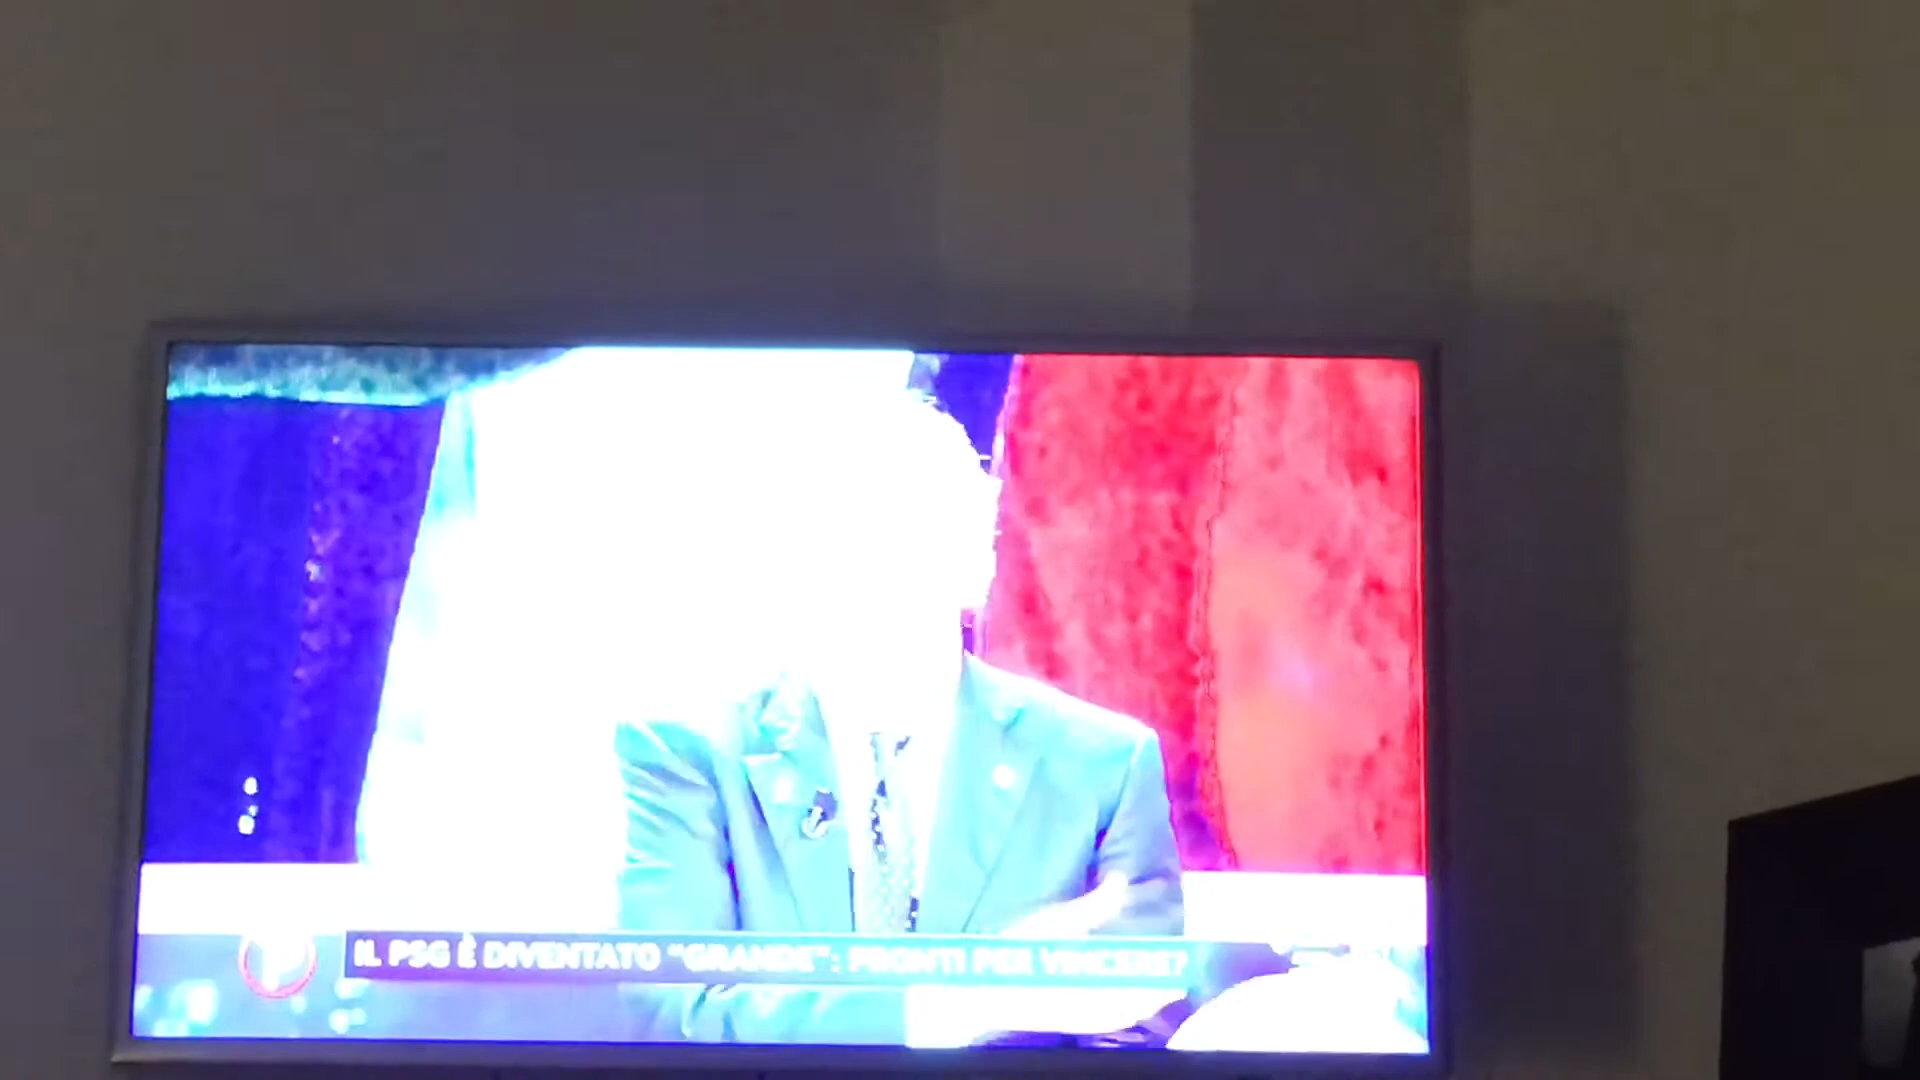 IL PSG È DIVENTATO “GRANDE”: PRONTI PER VINCERE?